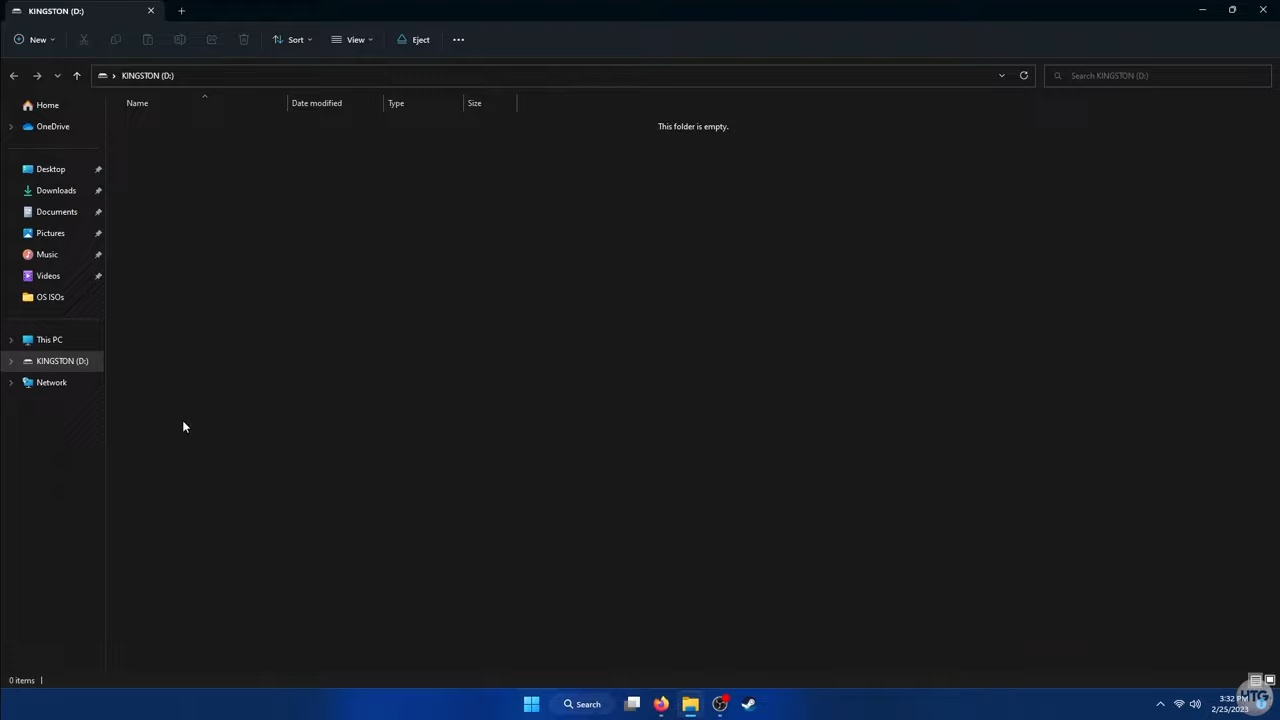 KINGSTON (D:)
New
Sort
View
Eject
KINGSTON (D:)
Search KINGSTON (D:)
Name
Date modified
Type
Size
This folder is empty.
Home
OneDrive
Desktop
Downloads
Documents
Pictures
Music
Videos
OS ISOs
This PC
KINGSTON (D:)
Network
0 items
Search
3:32 PM
2/25/2023
HTG